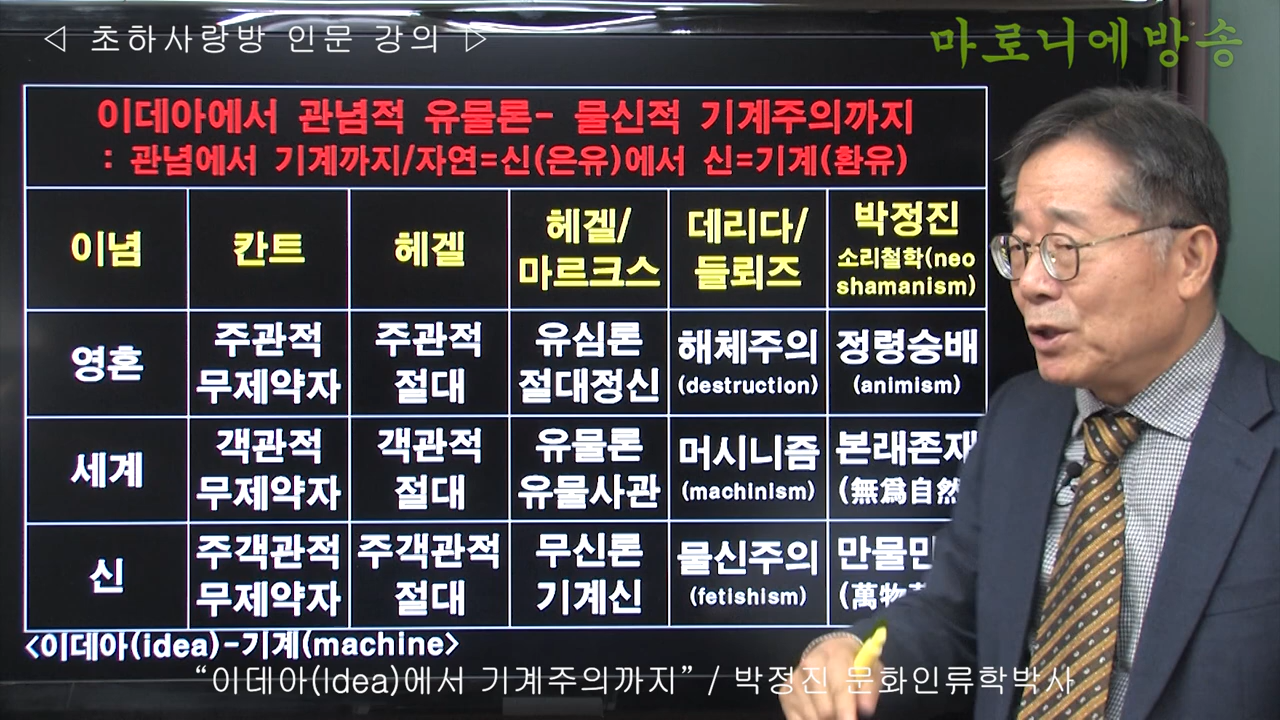 ◁ 초하사랑방 인문 강의 ▷
마로니에방송
이데아에서 관념적 유물론- 물신적 기계주의까지
: 관념에서 기계까지/자연=신(은유)에서 신=기계(환유)
이념
칸트
헤겔
헤겔/
마르크스
데리다/
들뢰즈
박정진
소리철학(neo
shamanism)
영혼
주관적
무제약자
주관적
절대
유심론
절대정신
해체주의
(destruction)
정령숭배
(animism)
세계
객관적
무제약자
객관적
절대
유물론
유물사관
머시니즘
(machinism)
본래존재
(無爲自然
신
주객관적
무제약자
주객관적
절대
무신론
기계신
물신주의
(fetishism)
만물만
(萬物
<이데아(idea)-기계(machine>
“이데아(Idea)에서 기계주의까지” / 박정진 문화인류학박사